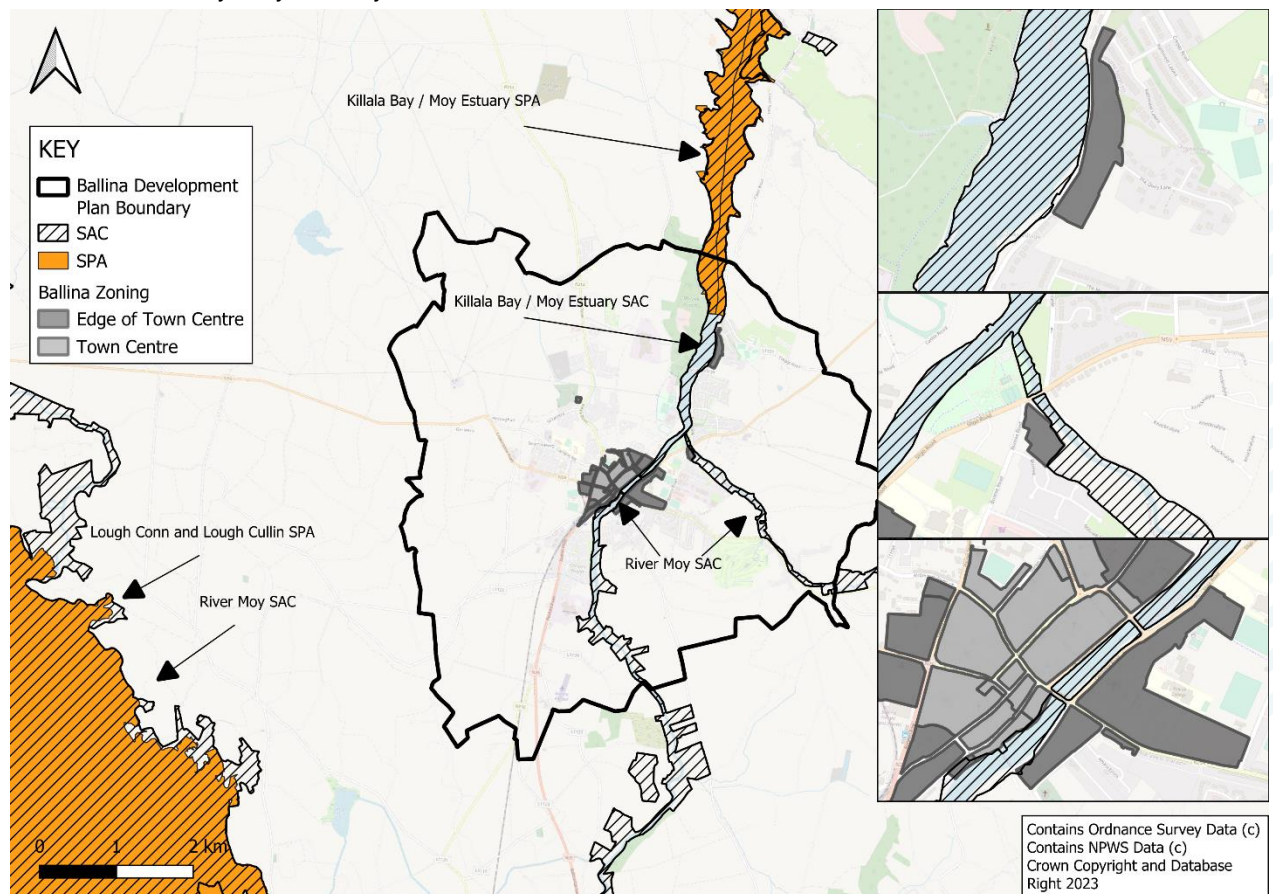 Killala Bay / Moy Estuary SPA
KEY
Ballina Development
Plan Boundary
SAC
SPA
Ballina Zoning
Edge of Town Centre
Town Centre
Killala Bay / Moy Estuary SAC
Lough Conn and Lough Cullin SPA
River Moy SAC
River Moy SAC
0 1 2 km
Contains Ordnance Survey Data (c)
Contains NPWS Data (c)
Crown Copyright and Database
Right 2023